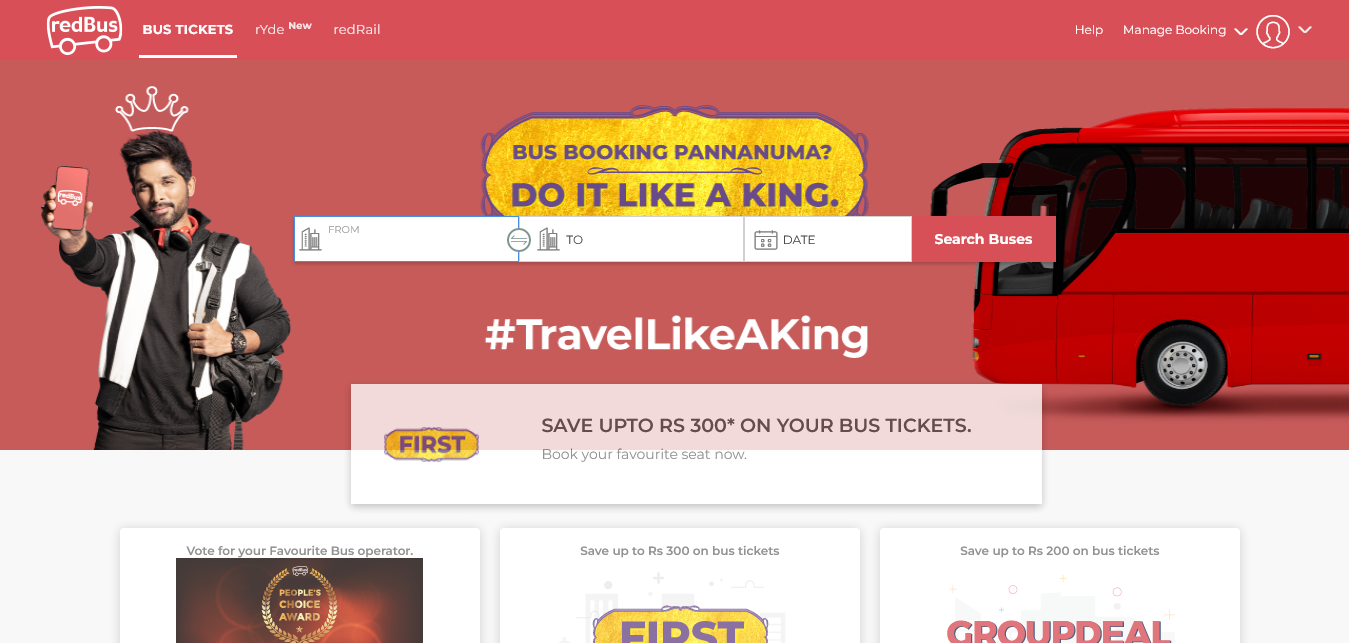 redBus
BUS TICKETS
rYde New
redRail
Help
Manage Booking
redBus
BUS BOOKING PANNANUMA?
DO IT LIKE A KING.
FROM
TO
DATE
Search Buses
#TravelLikeAKing
FIRST
SAVE UPTO RS 300* ON YOUR BUS TICKETS.
Book your favourite seat now.
Vote for your Favourite Bus operator.
redBus
PEOPLE'S
CHOICE
AWARD
Save up to Rs 300 on bus tickets
FIRST
Save up to Rs 200 on bus tickets
GROUPDEAL